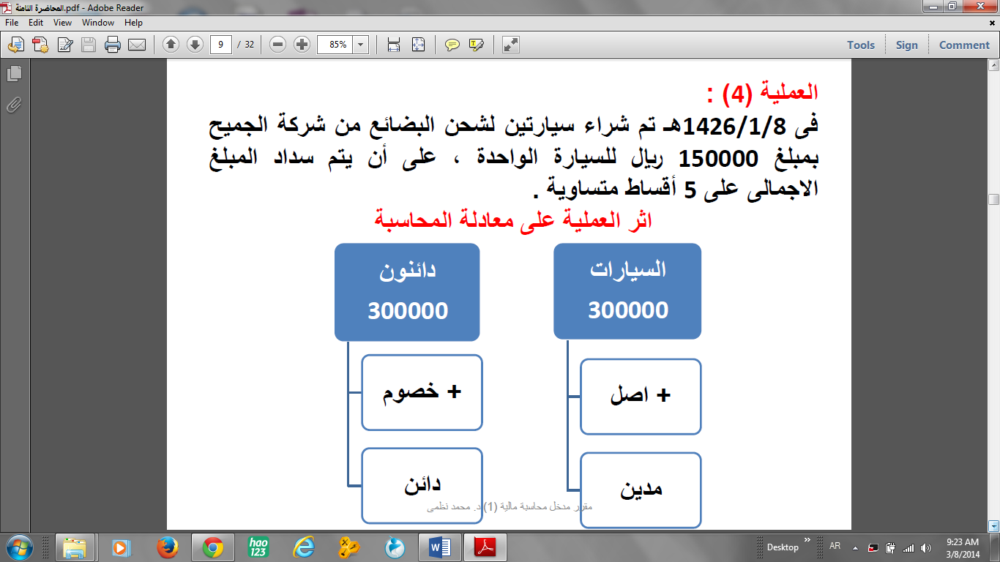 المحاضرة الثامنة.pdf - Adobe Reader
File Edit View Window Help
9 / 32 85% Tools Sign Comment
العملية (4) :
فى 1426/1/8هـ تم شراء سيارتين لشحن البضائع من شركة الجميح
بمبلغ 150000 ريال للسيارة الواحدة ، على أن يتم سداد المبلغ
الاجمالى على 5 أقساط متساوية .
اثر العملية على معادلة المحاسبة
السيارات
300000
+ اصل
مدين
دائنون
300000
+ خصوم
دائن
مقرر مدخل محاسبة مالية (1) د. محمد نظمى
hao
123
Desktop
AR
9:23 AM
3/8/2014